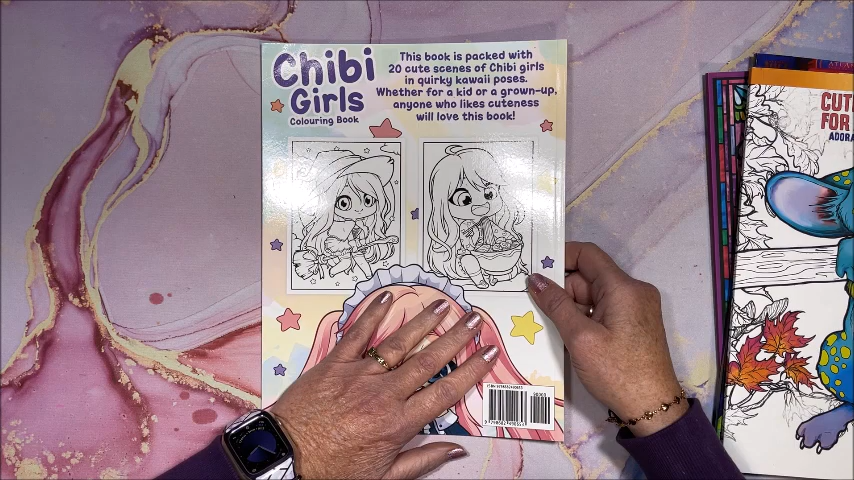 Chibi
Girls
Colouring Book
This book is packed with
20 cute scenes of Chibi girls
in quirky kawaii poses.
Whether for a kid or a grown-up,
anyone who likes cuteness
will love this book!
CUT
FOR
ADORA